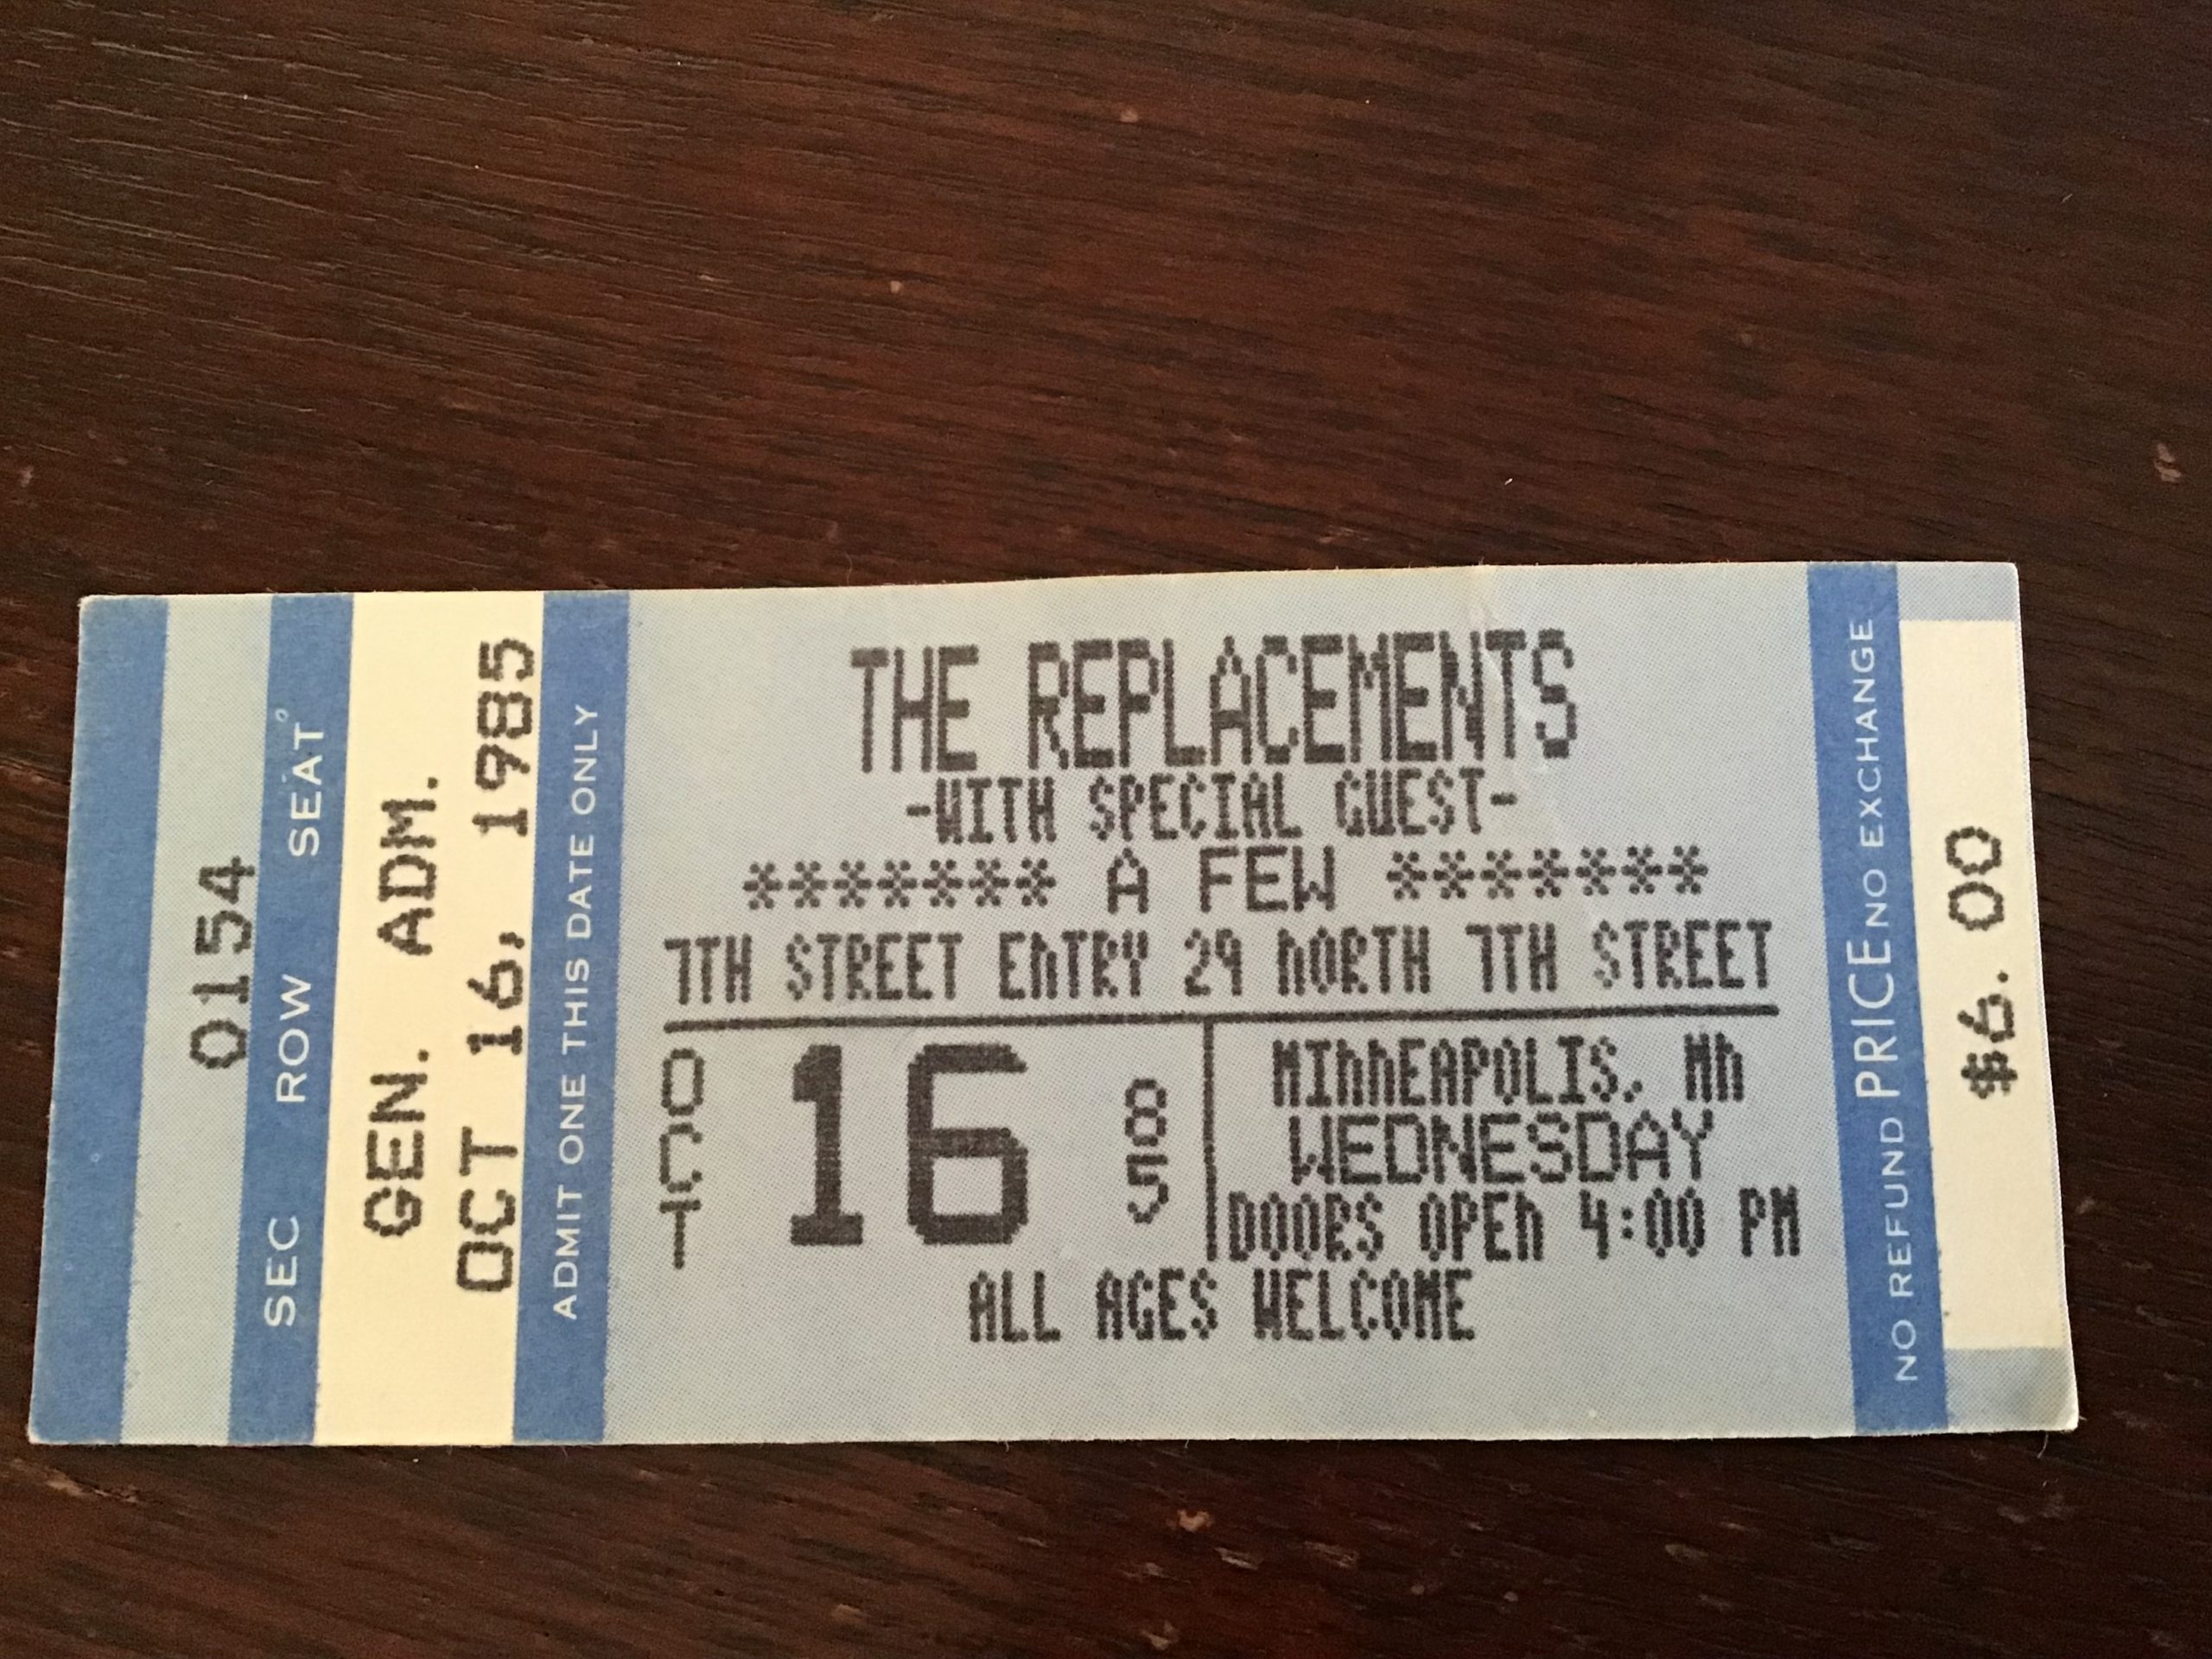 0154
SEC ROW SEAT
GEN. ADM.
OCT 16, 1985
ADMIT ONE THIS DATE ONLY
THE REPLACEMENTS
-WITH SPECIAL GUEST-
******* A FEW *******
7TH STREET ENTRY 29 NORTH 7TH STREET
OCT 16 85
MINNEAPOLIS, MN
WEDNESDAY
DOORS OPEN 4:00 PM
ALL AGES WELCOME
NO REFUND PRICE NO EXCHANGE
$6.00